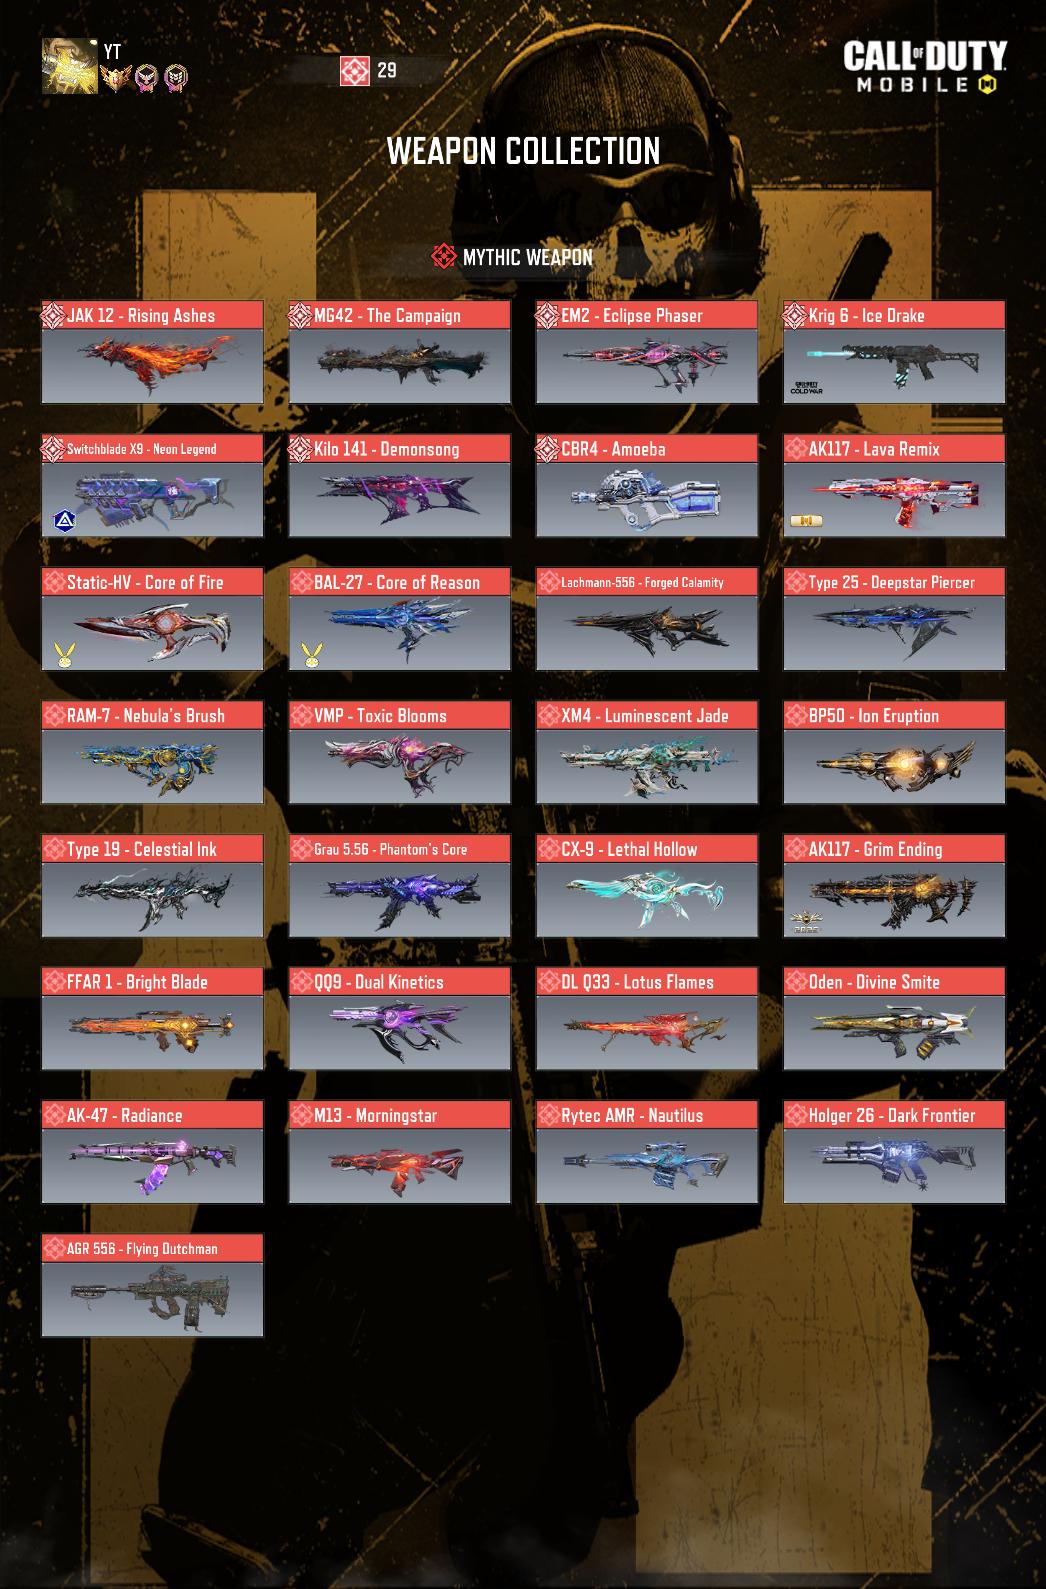 YT
29
CALL OF DUTY
MOBILE
WEAPON COLLECTION
MYTHIC WEAPON
JAK 12 - Rising Ashes
MG42 - The Campaign
EM2 - Eclipse Phaser
Krig 6 - Ice Drake
CALL OF DUTY
COLD WAR
Switchblade X9 - Neon Legend
Kilo 141 - Demonsong
CBR4 - Amoeba
AK117 - Lava Remix
Static-HV - Core of Fire
BAL-27 - Core of Reason
Lachmann-556 - Forged Calamity
Type 25 - Deepstar Piercer
RAM-7 - Nebula's Brush
VMP - Toxic Blooms
XM4 - Luminescent Jade
BP50 - Ion Eruption
Type 19 - Celestial Ink
Grau 5.56 - Phantom's Core
CX-9 - Lethal Hollow
AK117 - Grim Ending
FFAR 1 - Bright Blade
QQ9 - Dual Kinetics
DL Q33 - Lotus Flames
Oden - Divine Smite
AK-47 - Radiance
M13 - Morningstar
Rytec AMR - Nautilus
Holger 26 - Dark Frontier
AGR 556 - Flying Dutchman